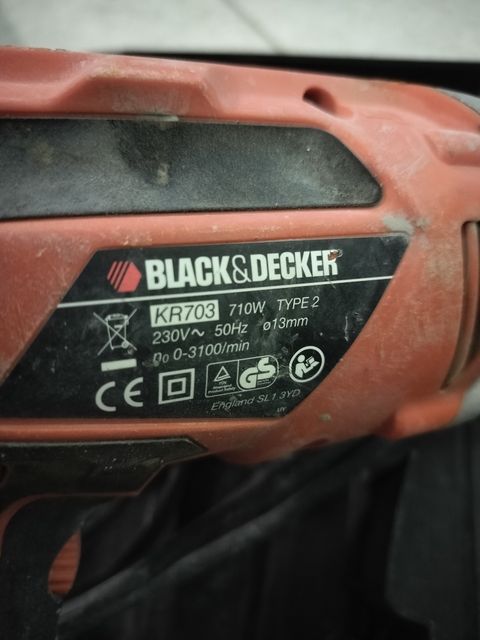 BLACK&DECKER
KR703 710W TYPE 2
230V~ 50Hz ø13mm
n₀ 0-3100/min
CE GS
England SL1 3YD